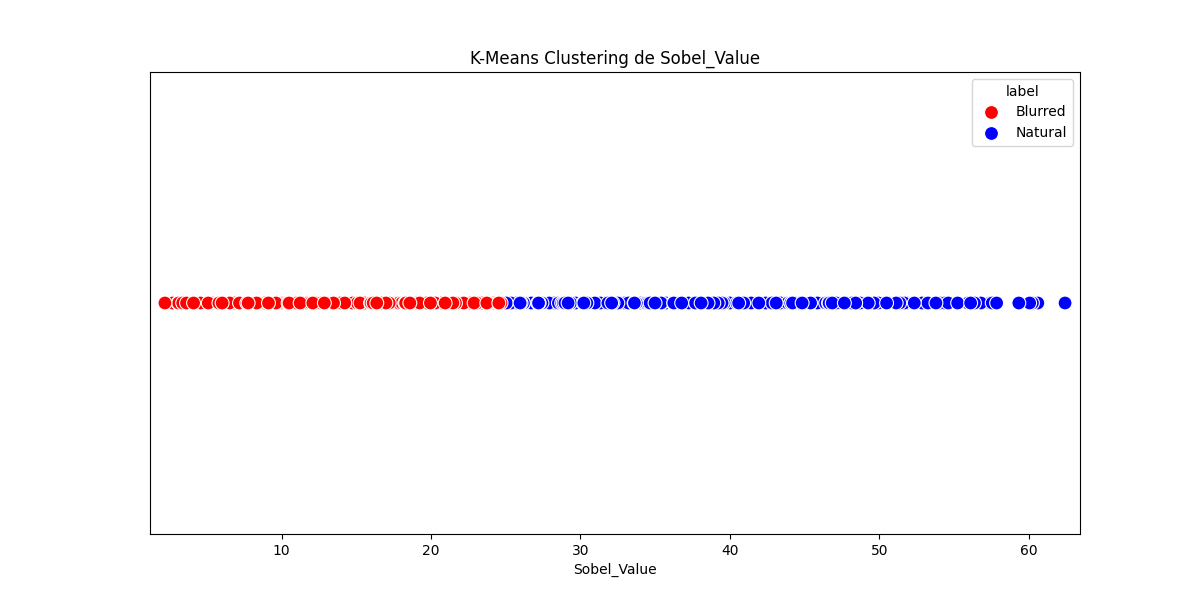 K-Means Clustering de Sobel_Value
label
Blurred
Natural
10 20 30 40 50 60
Sobel_Value